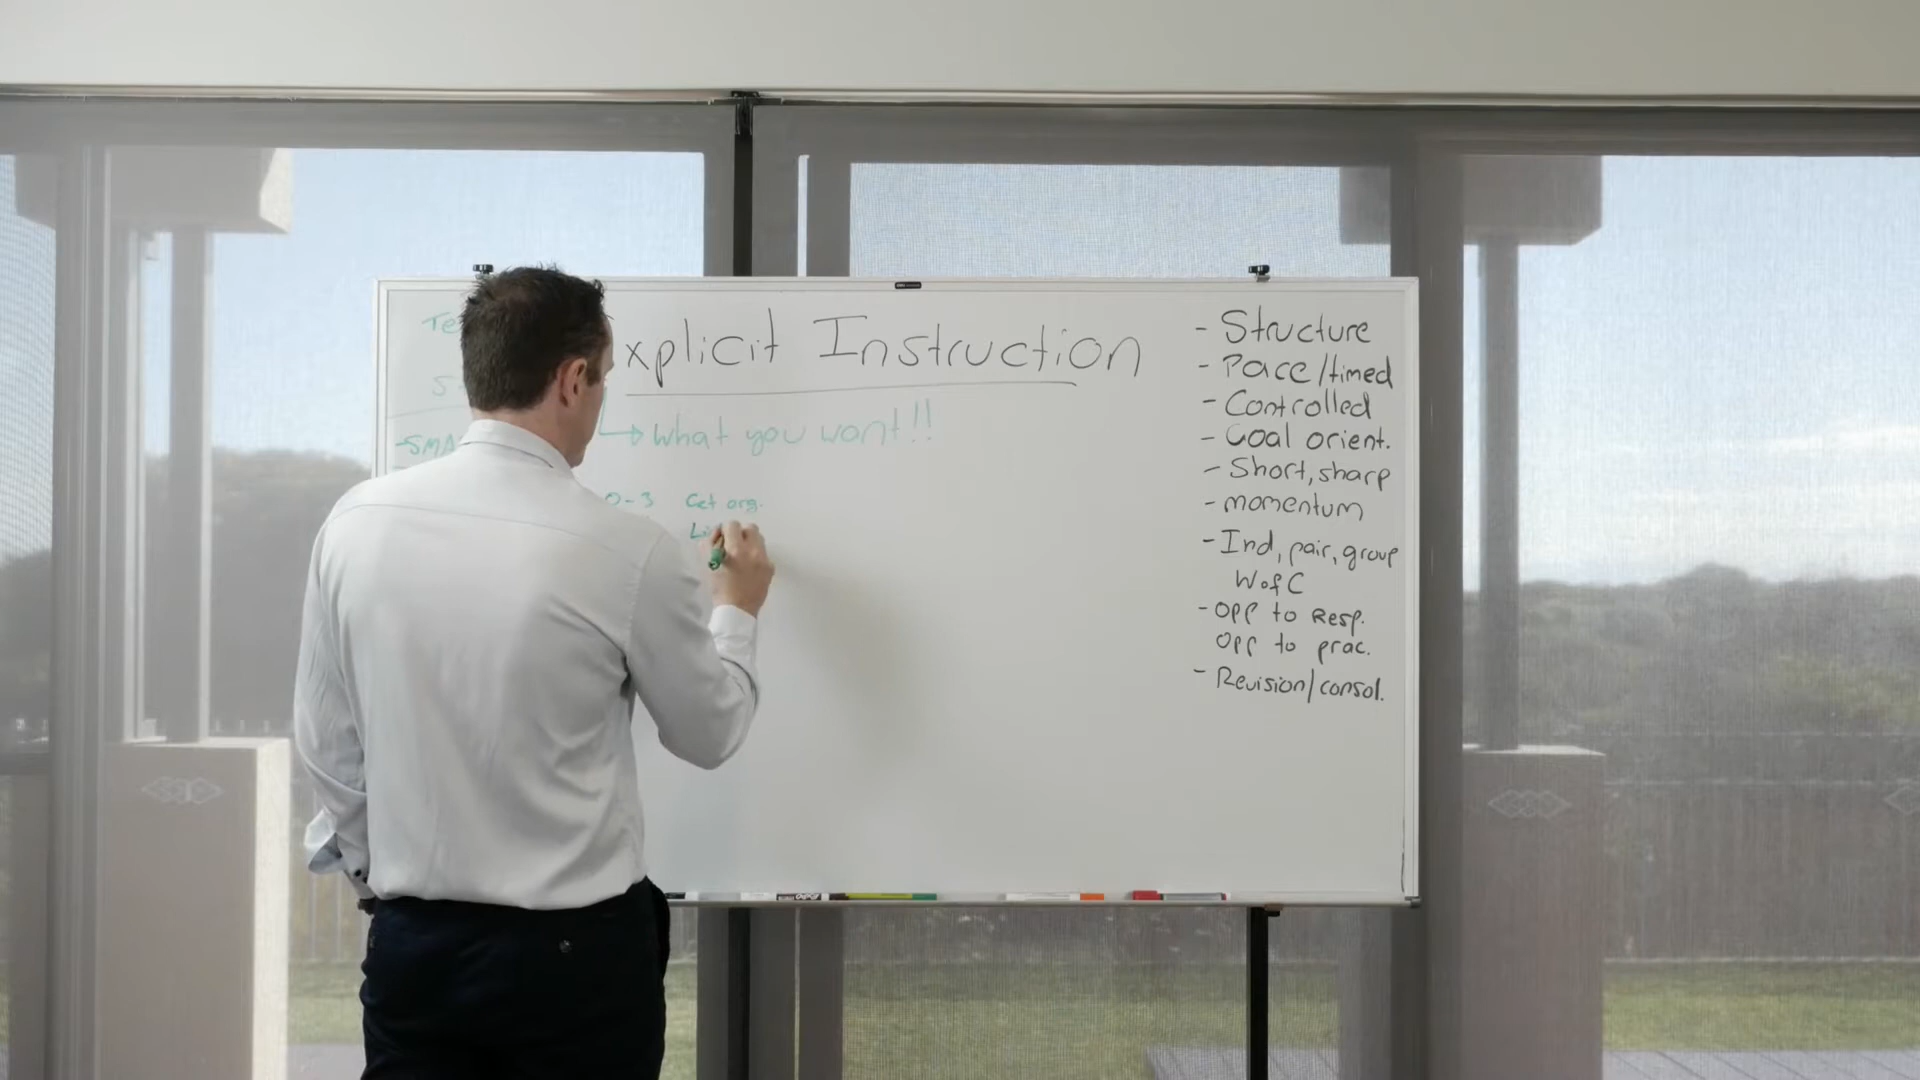 xplicit Instruction
what you want!!
0-3 Get org.
- Structure
- Pace/timed
- Controlled
- Goal orient.
- Short, sharp
- momentum
- Ind, pair, group
W of C
- opp to Resp.
opp to prac.
- Revision/consol.